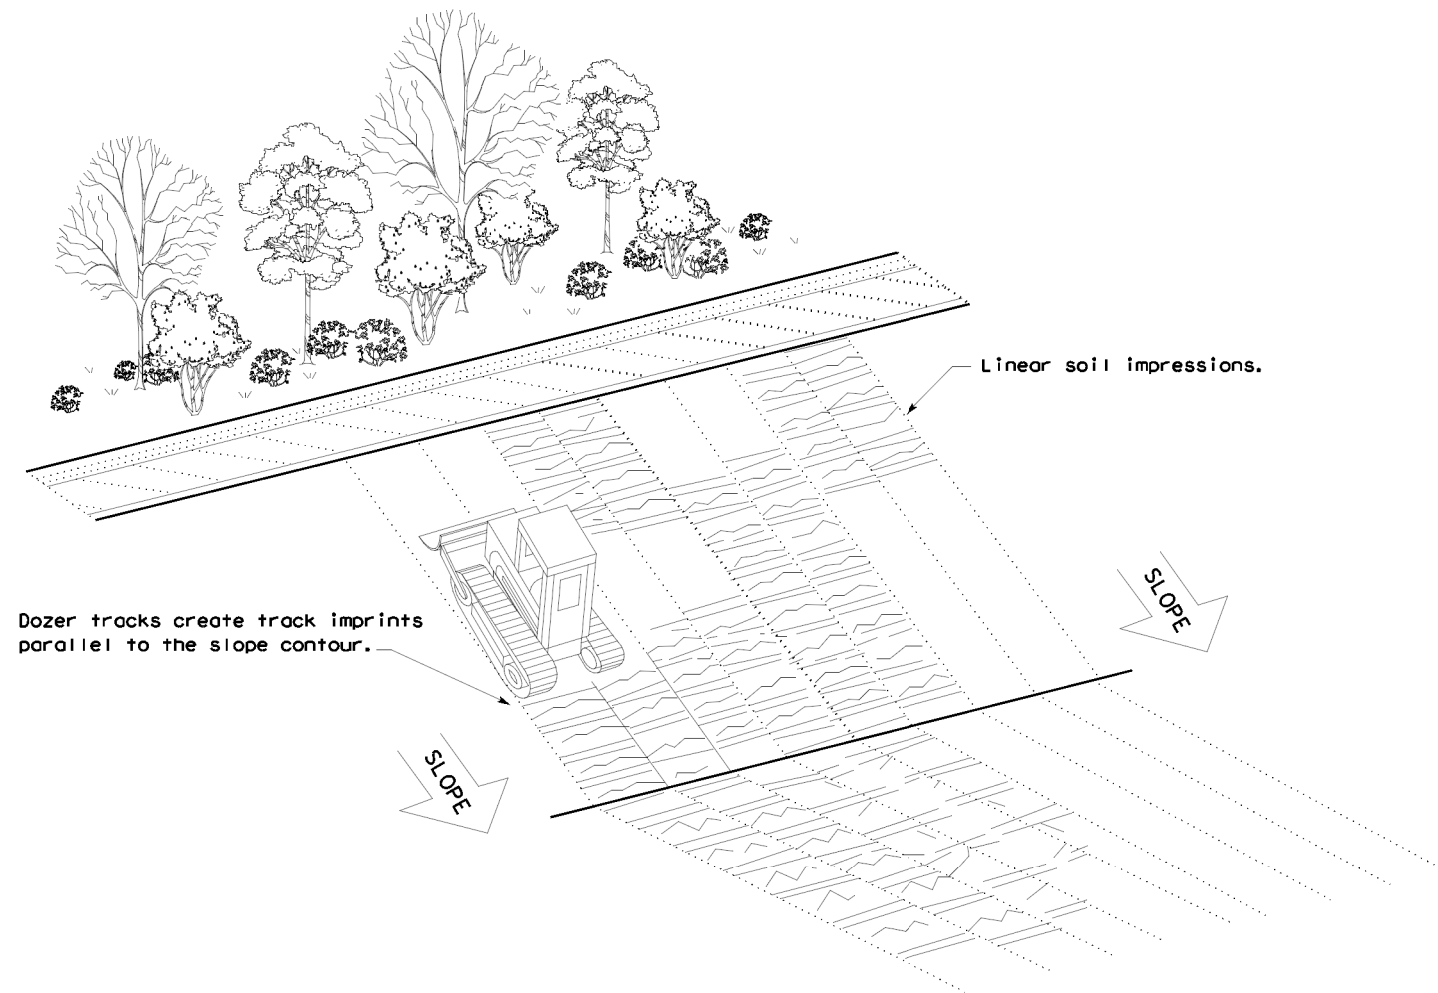 Linear soil impressions.
SLOPE
Dozer tracks create track imprints
parallel to the slope contour.
SLOPE